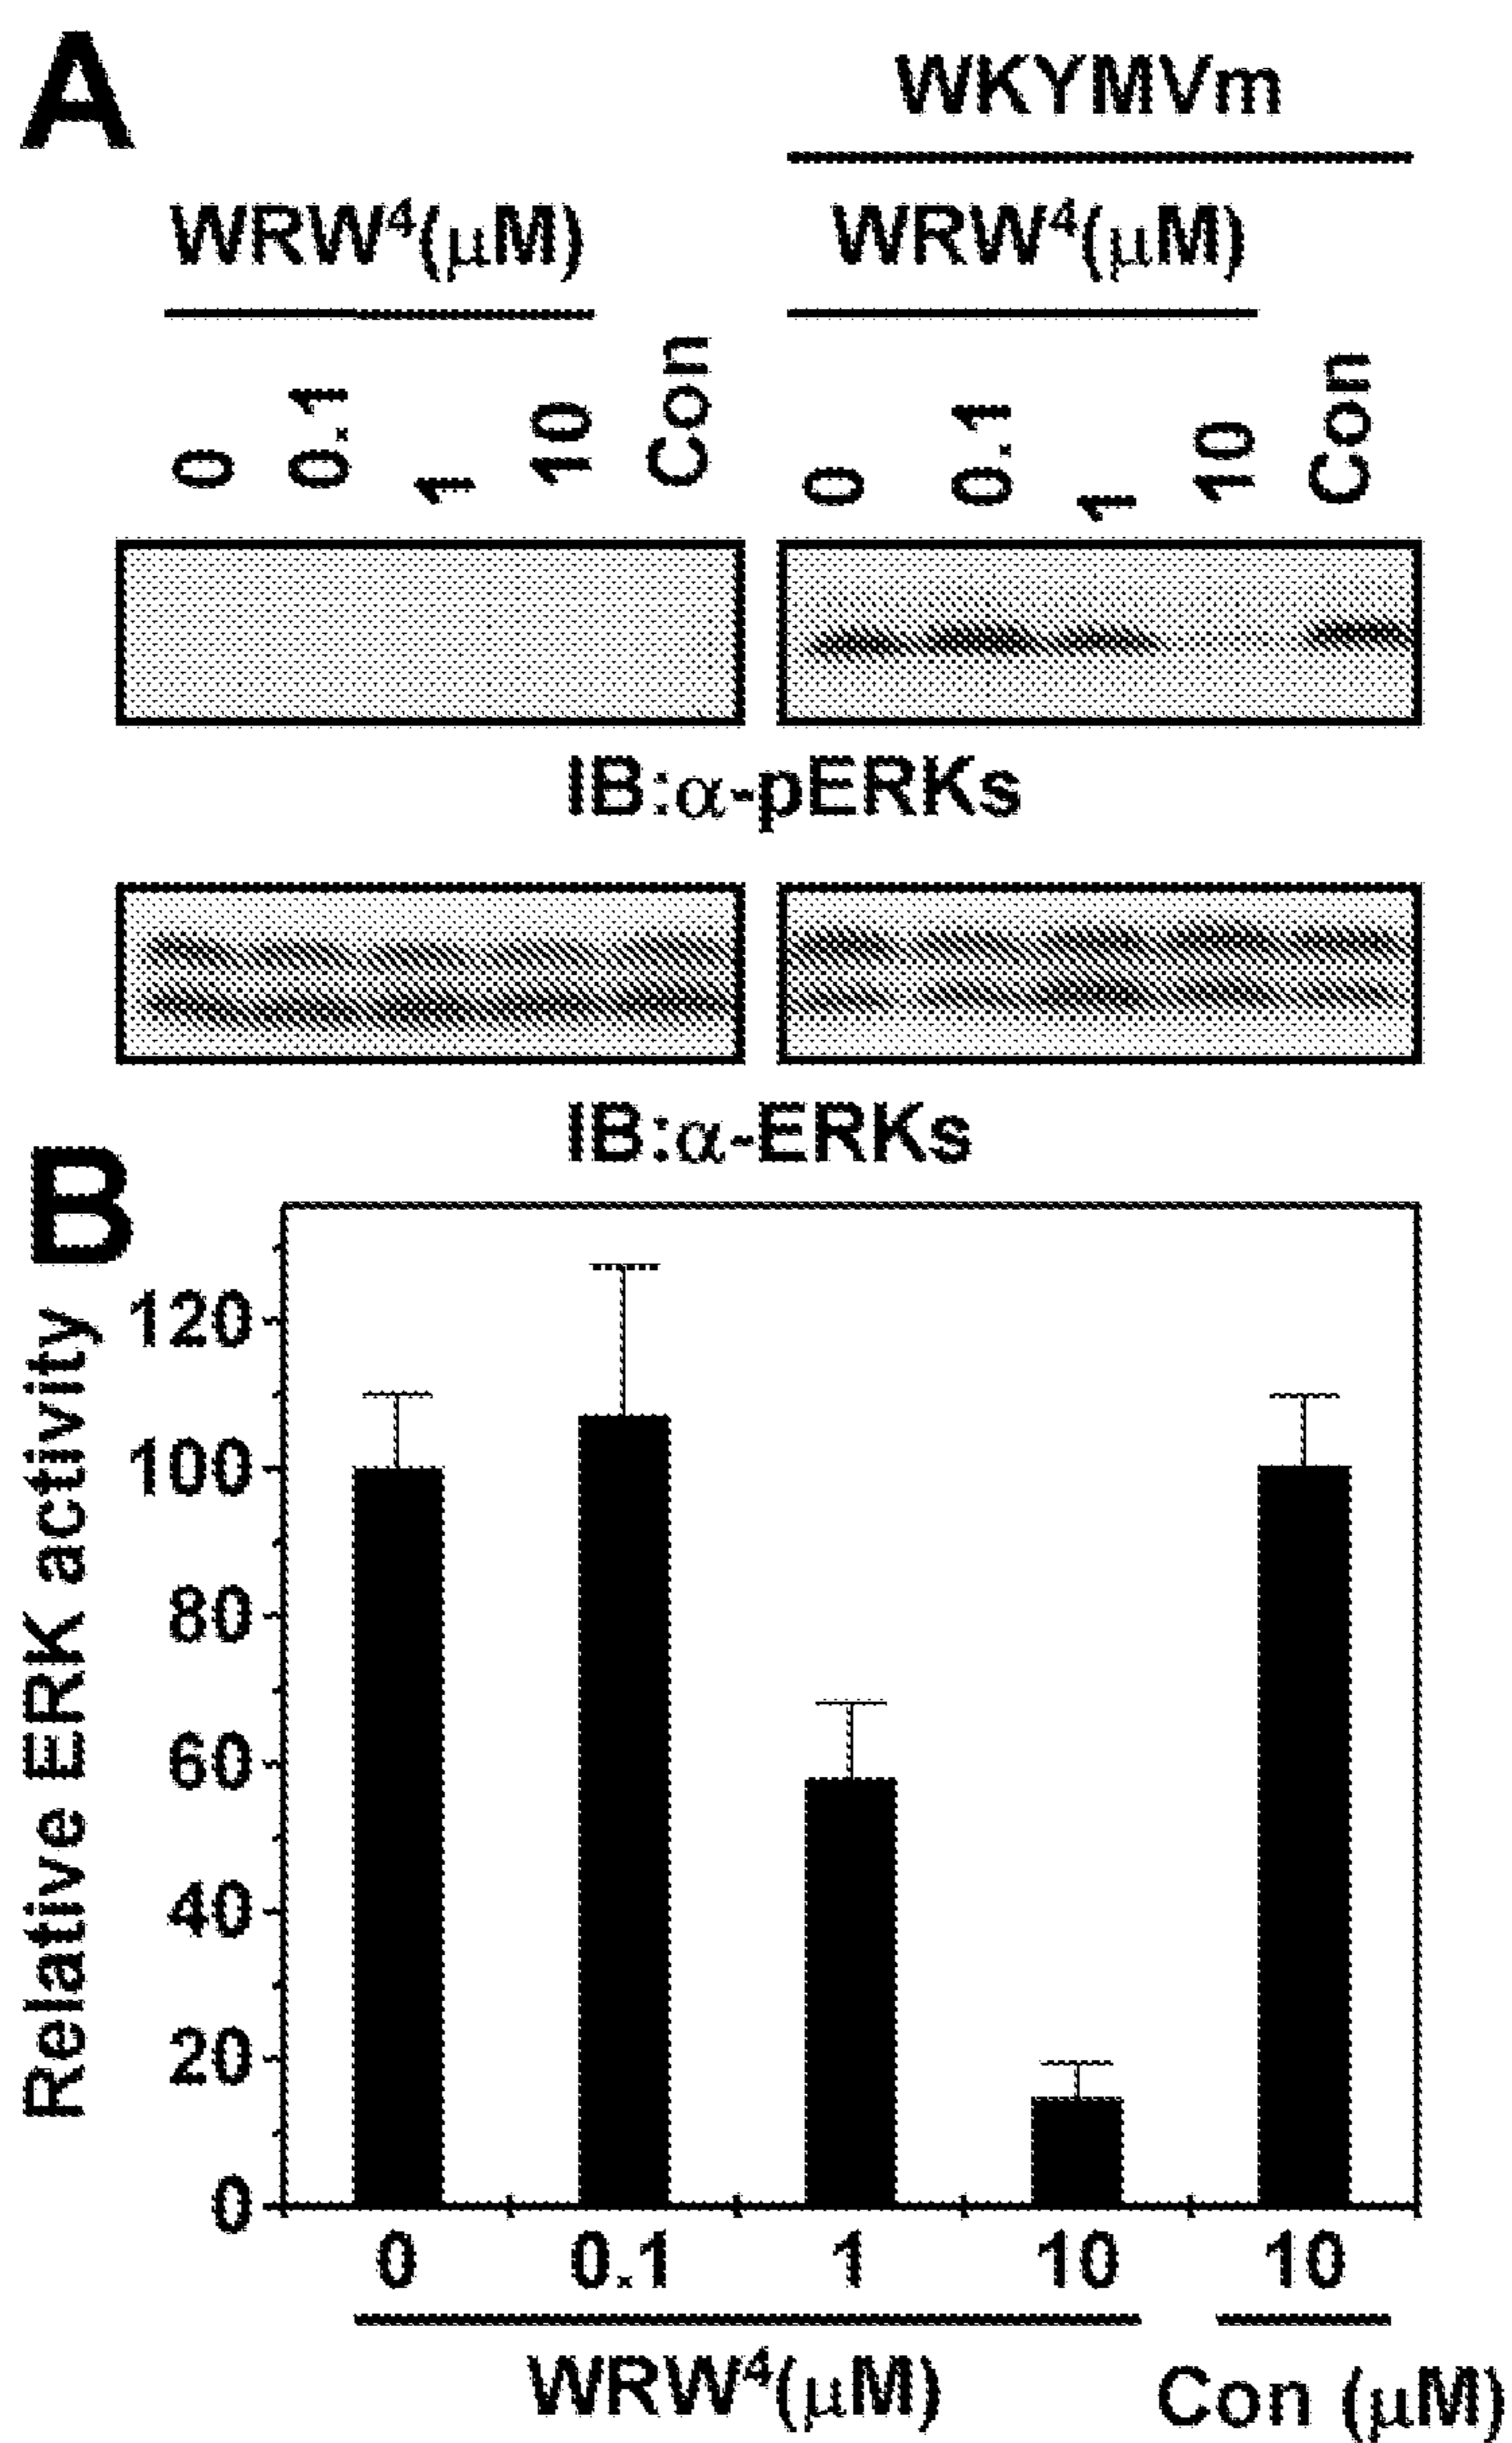 A
WKYMVm
WRW⁴(μM) WRW⁴(μM)
0 0.1 1 10 Con 0 0.1 1 10 Con
IB:α-pERKs
IB:α-ERKs
B
Relative ERK activity
120
100
80
60
40
20
0
0 0.1 1 10 10
WRW⁴(μM) Con (μM)